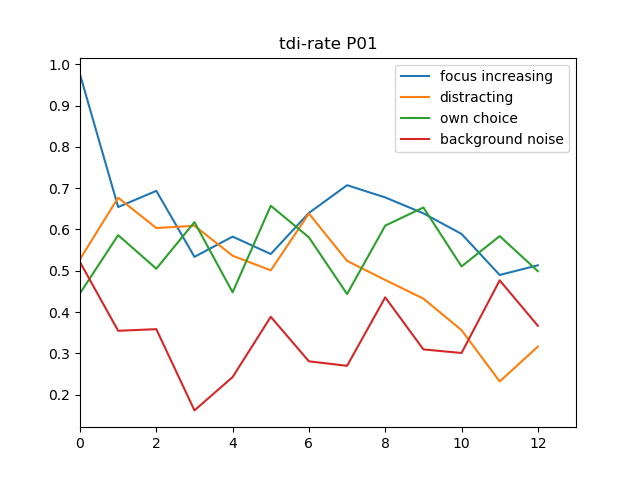 tdi-rate P01
focus increasing
distracting
own choice
background noise
1.0
0.9
0.8
0.7
0.6
0.5
0.4
0.3
0.2
0 2 4 6 8 10 12